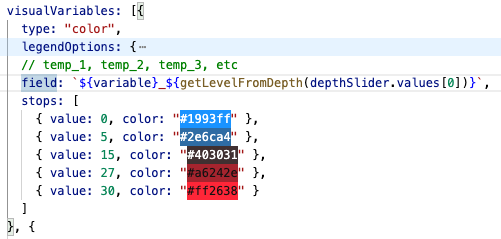 visualVariables: [{
type: "color",
legendOptions: {⋯
// temp_1, temp_2, temp_3, etc
field: `${variable}_${getLevelFromDepth(depthSlider.values[0])}`,
stops: [
{ value: 0, color: "#1993ff" },
{ value: 5, color: "#2e6ca4" },
{ value: 15, color: "#403031" },
{ value: 27, color: "#a6242e" },
{ value: 30, color: "#ff2638" }
]
}, {